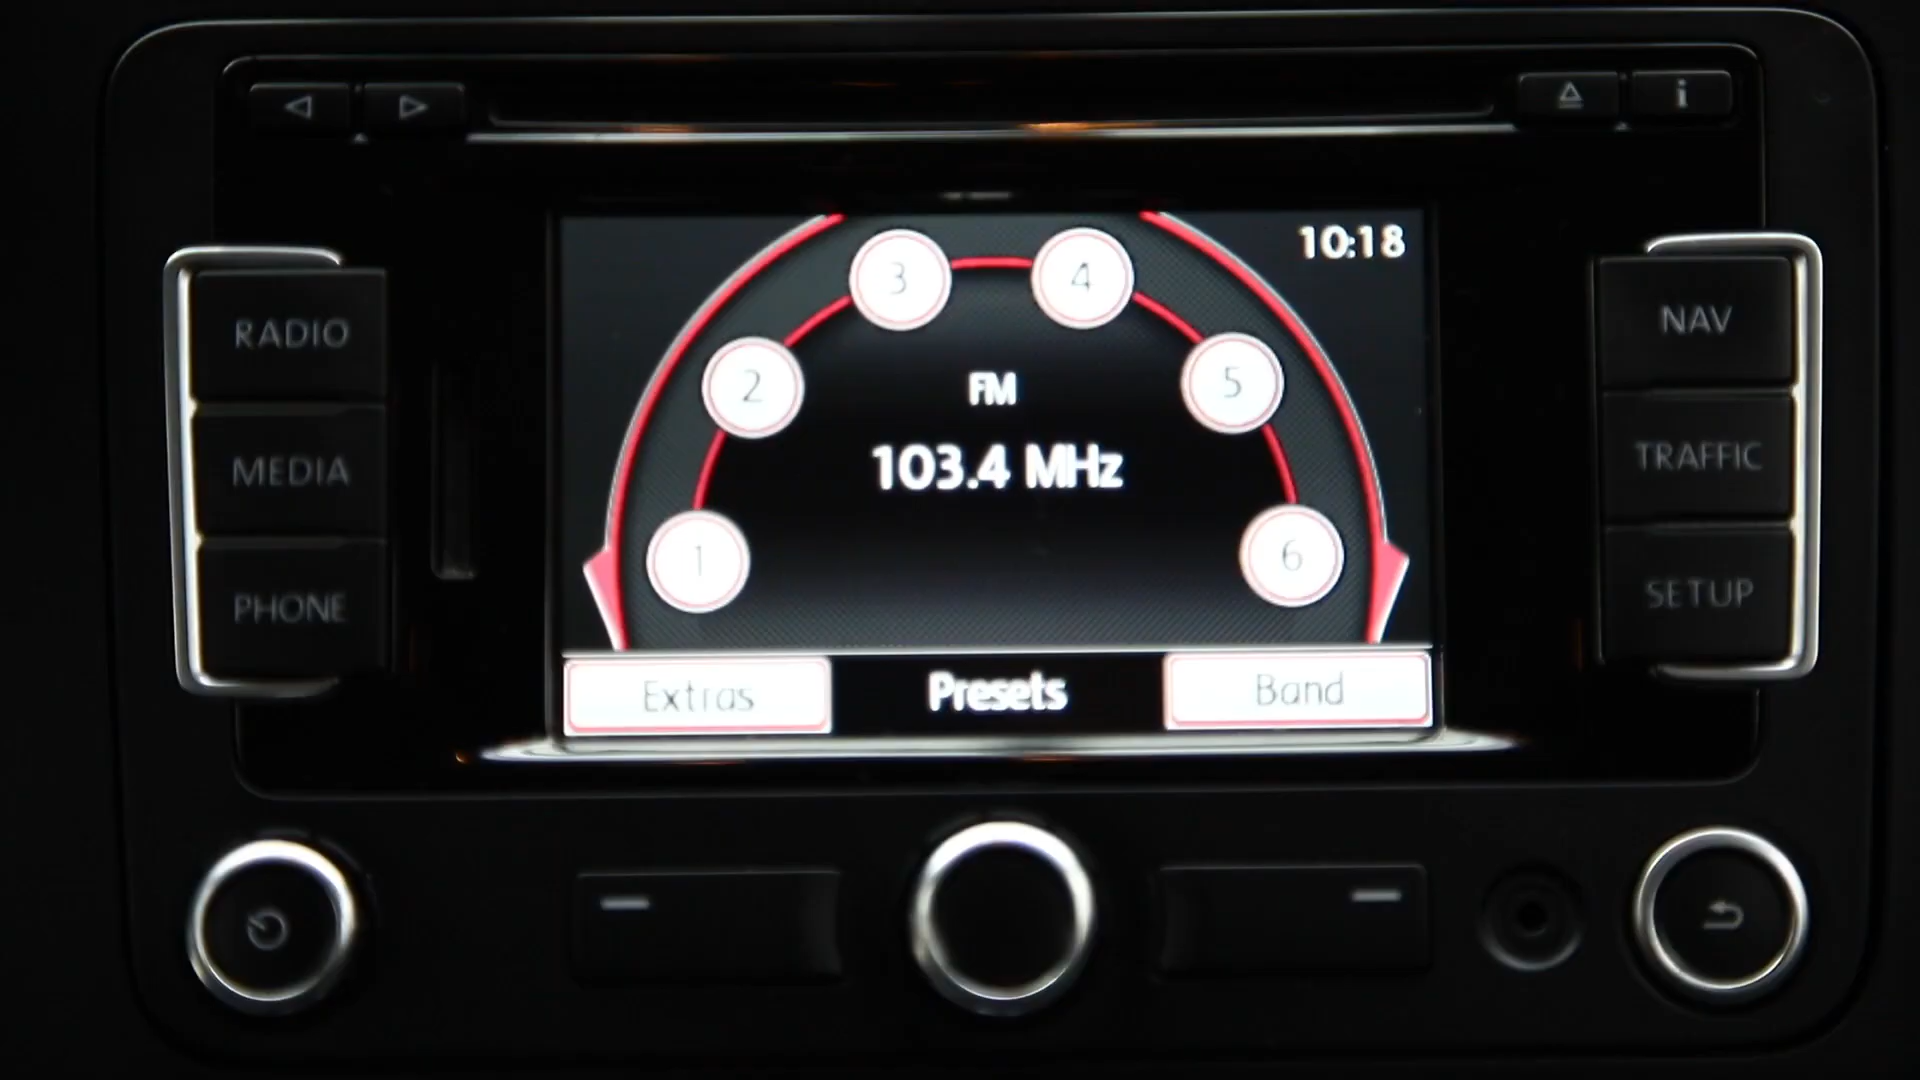 i
10:18
3
4
RADIO
NAV
2
FM
5
MEDIA
103.4 MHz
TRAFFIC
1
6
PHONE
SETUP
Extras
Presets
Band